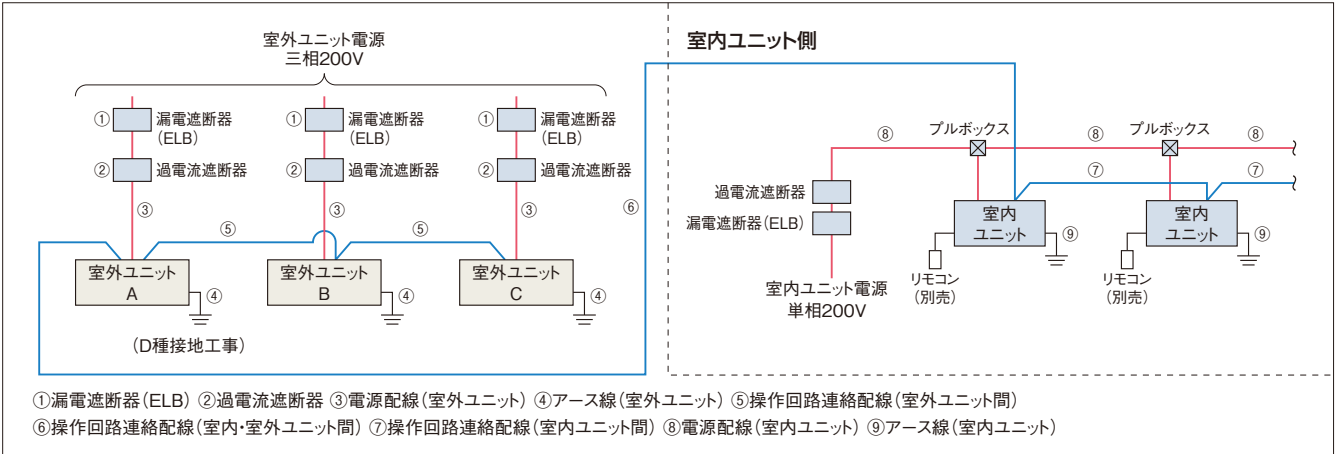 室外ユニット電源
三相200V
① 漏電遮断器
(ELB)
① 漏電遮断器
(ELB)
① 漏電遮断器
(ELB)
② 過電流遮断器
② 過電流遮断器
② 過電流遮断器
③
③
③
⑥
⑤
⑤
室外ユニット
A
④
室外ユニット
B
④
室外ユニット
C
④
(D種接地工事)
室内ユニット側
⑧
プルボックス
⑧
プルボックス
⑧
⑦
⑦
過電流遮断器
漏電遮断器(ELB)
室内
ユニット
⑨
室内
ユニット
⑨
リモコン
(別売)
リモコン
(別売)
室内ユニット電源
単相200V
①漏電遮断器(ELB) ②過電流遮断器 ③電源配線(室外ユニット) ④アース線(室外ユニット) ⑤操作回路連絡配線(室外ユニット間)
⑥操作回路連絡配線(室内・室外ユニット間) ⑦操作回路連絡配線(室内ユニット間) ⑧電源配線(室内ユニット) ⑨アース線(室内ユニット)